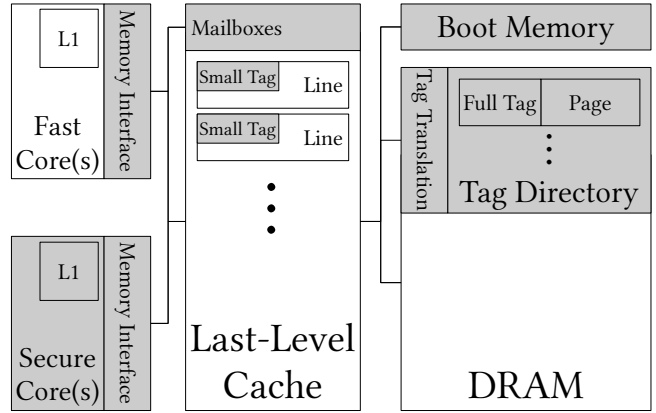 L1
Fast
Core(s)
Memory Interface
L1
Secure
Core(s)
Memory Interface
Mailboxes
Small Tag
Line
Small Tag
Line
Last-Level
Cache
Boot Memory
Tag Translation
Full Tag
Page
Tag Directory
DRAM